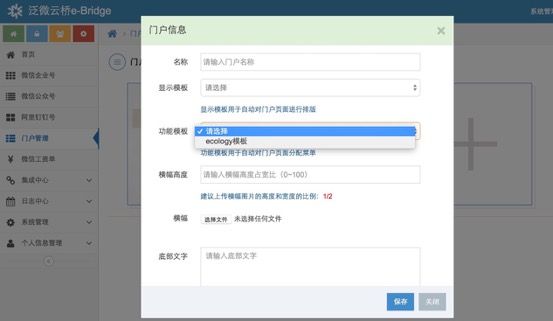 泛微云桥e-Bridge
系统管理
首页
微信企业号
微信公众号
阿里钉钉号
门户管理
微信工资单
集成中心
日志中心
系统管理
个人信息管理
门户信息
名称 请输入门户名称
显示模板 请选择
显示模板用于自动对门户页面进行排版
功能模板 请选择
ecology模板
功能模板用于自动对门户页面分配菜单
横幅高度 请输入横幅高度占宽比（0~100）
建议上传横幅图片的高度和宽度的比例：1/2
横幅 选择文件 未选择任何文件
底部文字 请输入底部文字
保存 关闭